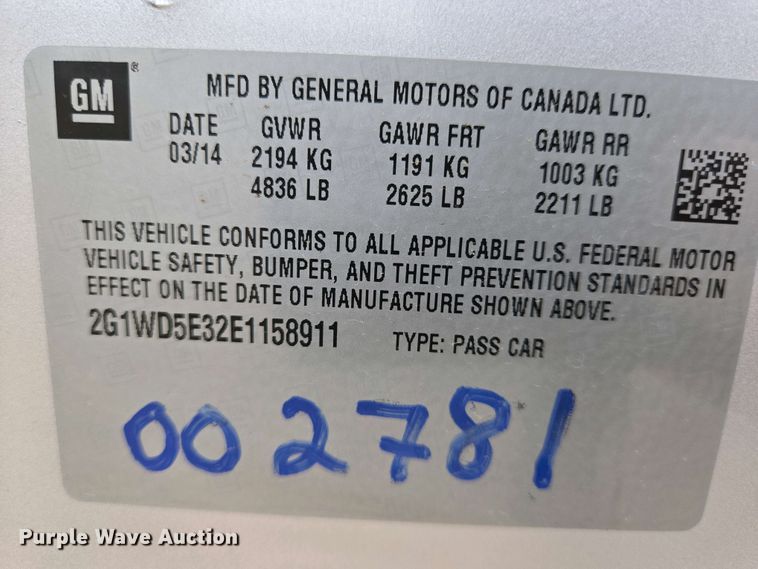 GM ®
MFD BY GENERAL MOTORS OF CANADA LTD.
DATE GVWR GAWR FRT GAWR RR
03/14 2194 KG 1191 KG 1003 KG
4836 LB 2625 LB 2211 LB
THIS VEHICLE CONFORMS TO ALL APPLICABLE U.S. FEDERAL MOTOR
VEHICLE SAFETY, BUMPER, AND THEFT PREVENTION STANDARDS IN
EFFECT ON THE DATE OF MANUFACTURE SHOWN ABOVE.
2G1WD5E32E1158911 TYPE: PASS CAR
002781
Purple Wave Auction